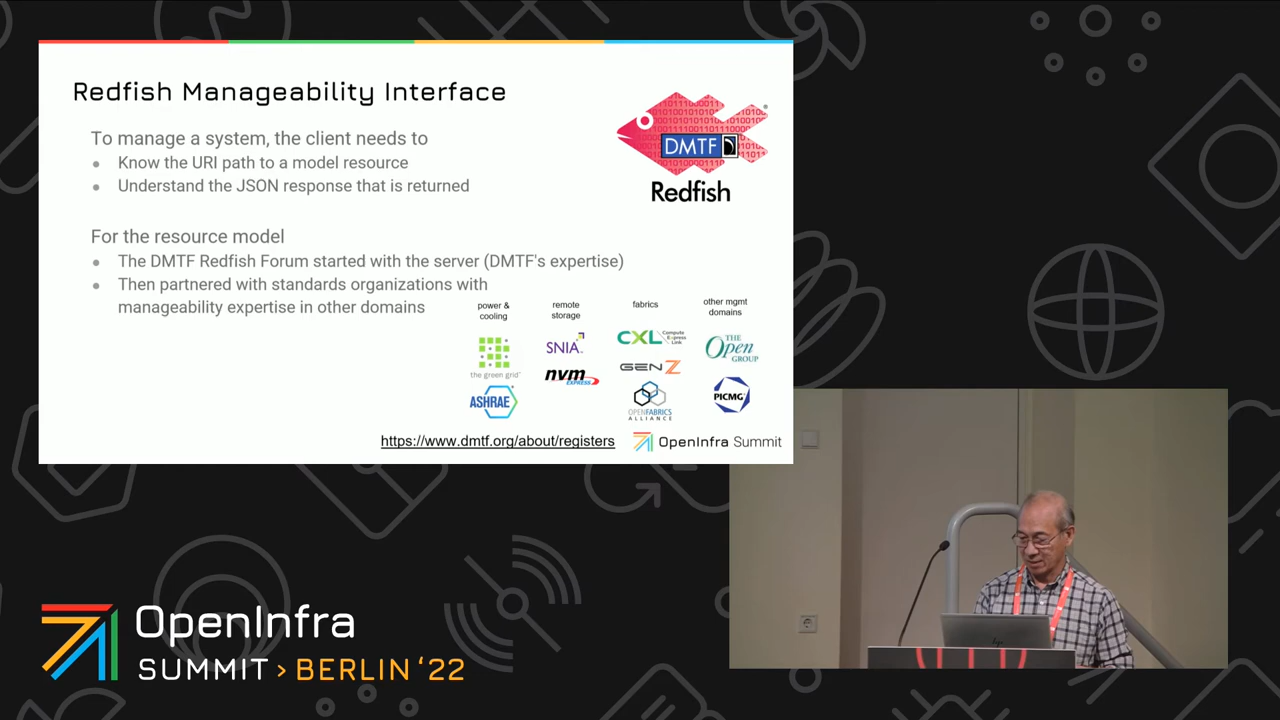 Redfish Manageability Interface
To manage a system, the client needs to
Know the URI path to a model resource
Understand the JSON response that is returned
DMTF
Redfish
For the resource model
The DMTF Redfish Forum started with the server (DMTF's expertise)
Then partnered with standards organizations with
manageability expertise in other domains
power &
cooling
the green grid
ASHRAE
remote
storage
SNIA
nvm
EXPRESS
fabrics
CXL Compute
Express
Link
GEN Z
OPENFABRICS
ALLIANCE
other mgmt
domains
THE
Open
GROUP
PICMG
https://www.dmtf.org/about/registers
OpenInfra Summit
OpenInfra
SUMMIT > BERLIN ‘22